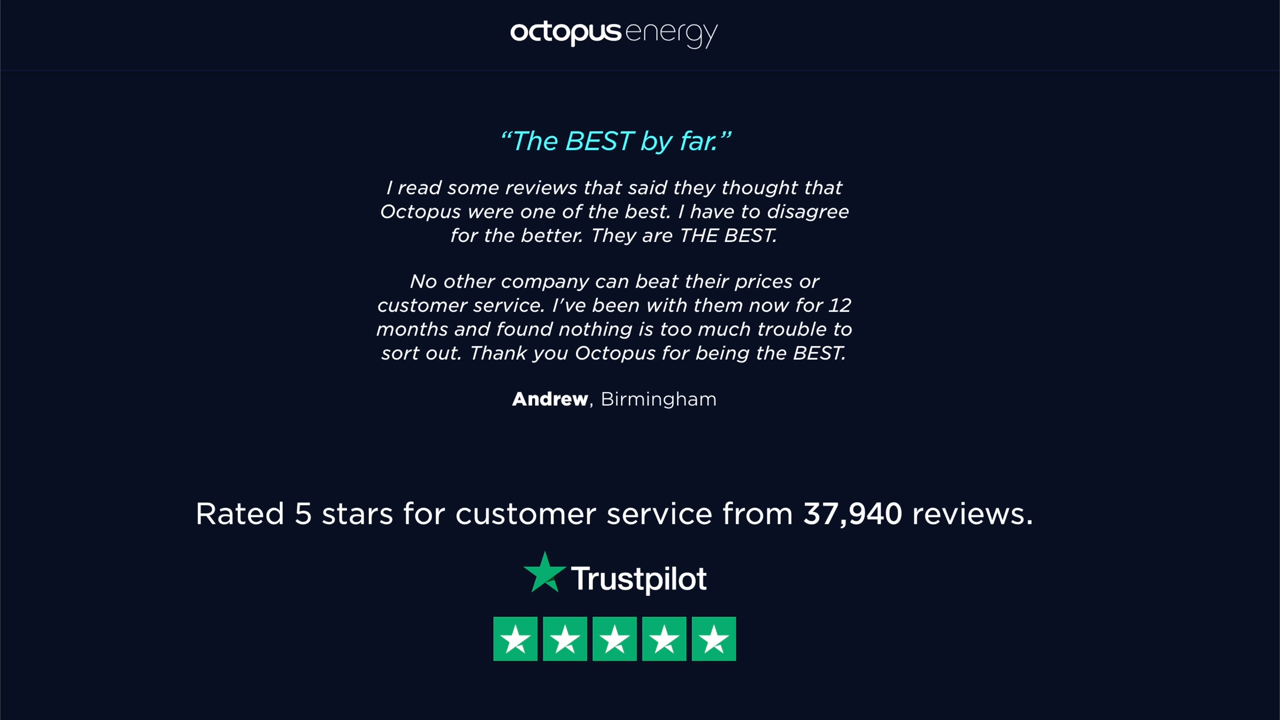 octopus energy
“The BEST by far.”
I read some reviews that said they thought that
Octopus were one of the best. I have to disagree
for the better. They are THE BEST.
No other company can beat their prices or
customer service. I’ve been with them now for 12
months and found nothing is too much trouble to
sort out. Thank you Octopus for being the BEST.
Andrew, Birmingham
Rated 5 stars for customer service from 37,940 reviews.
Trustpilot